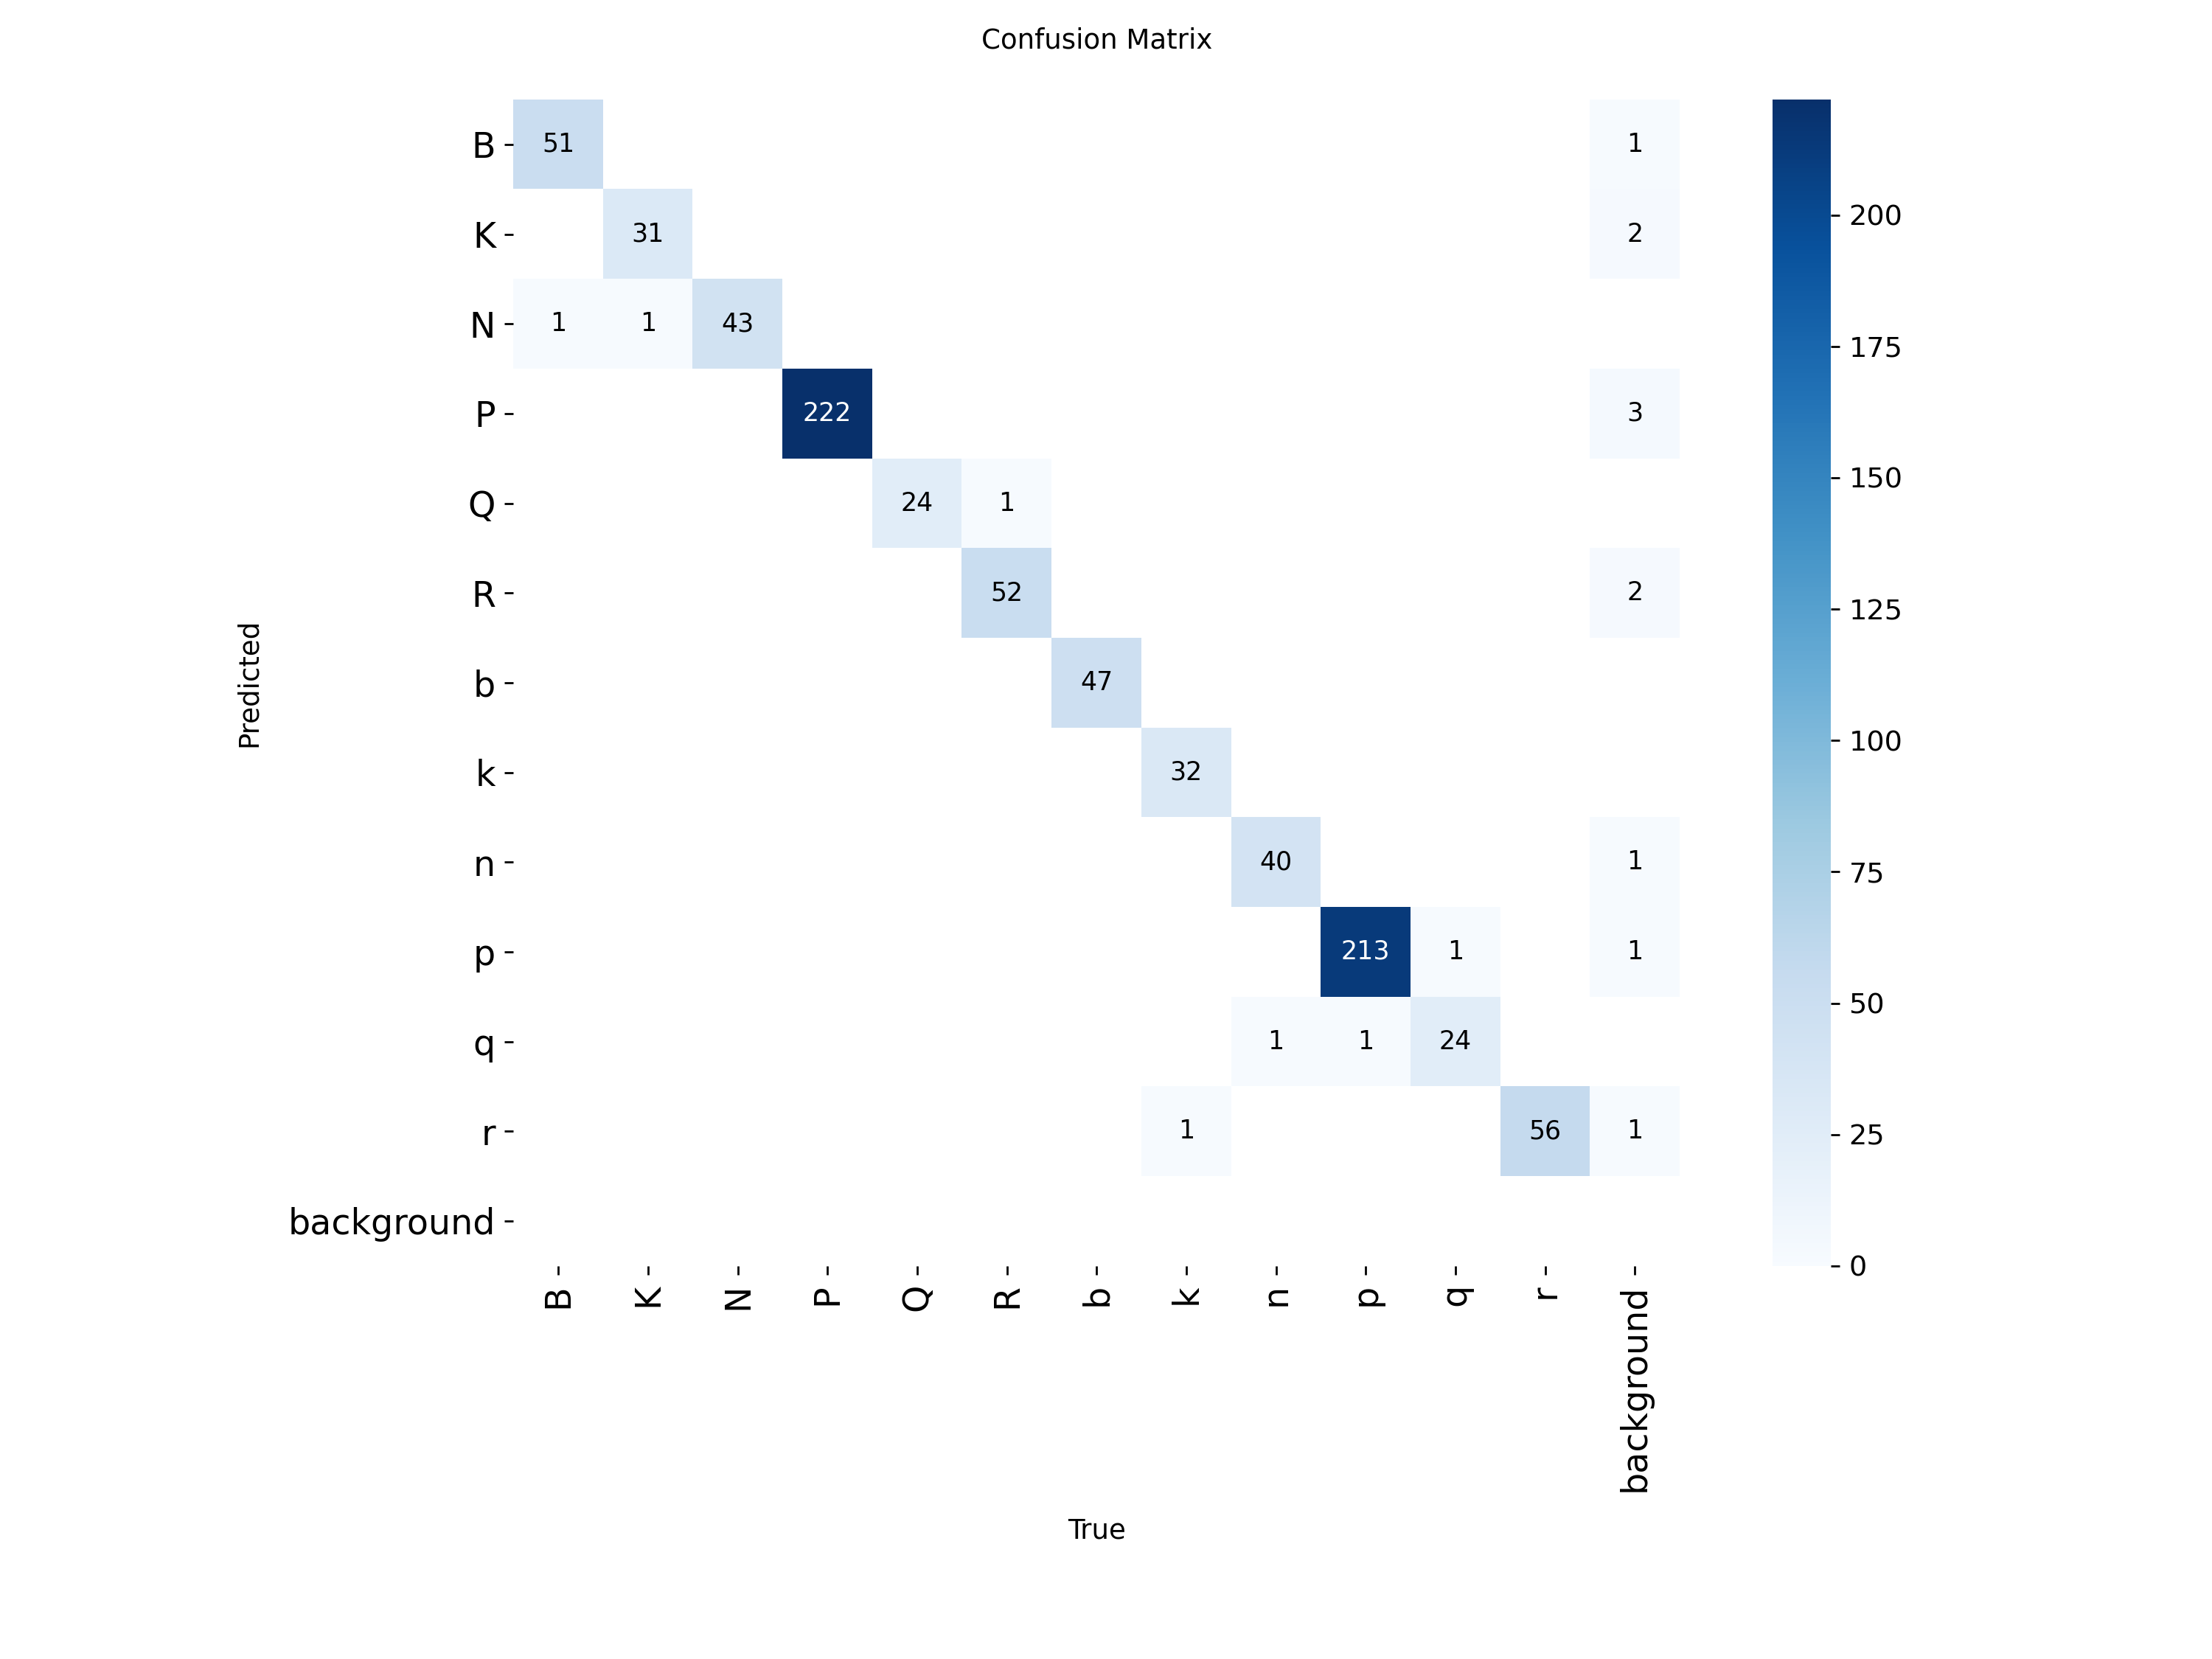 Confusion Matrix
B 51 1
K 31 2
N 1 1 43
P 222 3
Q 24 1
R 52 2
b 47
k 32
n 40 1
p 213 1 1
q 1 1 24
r 1 56 1
background
B K N P Q R b k n p q r background
Predicted
True
200
175
150
125
100
75
50
25
0